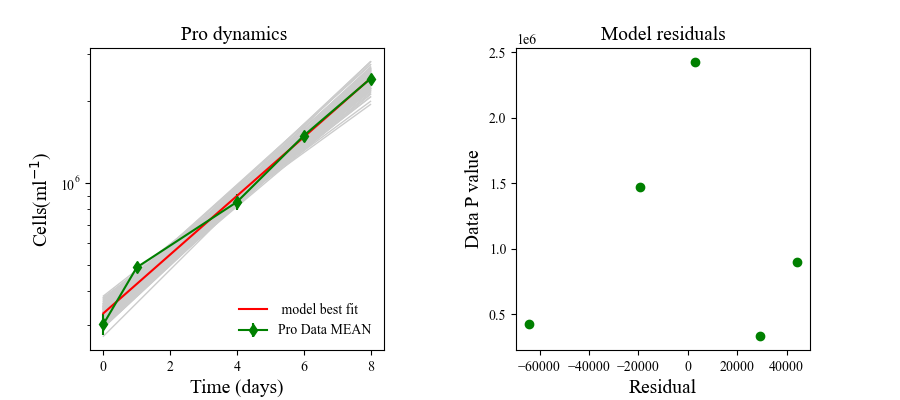 Pro dynamics
Cells(ml⁻¹)
10⁶
0 2 4 6 8
Time (days)
model best fit
Pro Data MEAN
Model residuals
1e6
Data P value
2.5
2.0
1.5
1.0
0.5
−60000 −40000 −20000 0 20000 40000
Residual